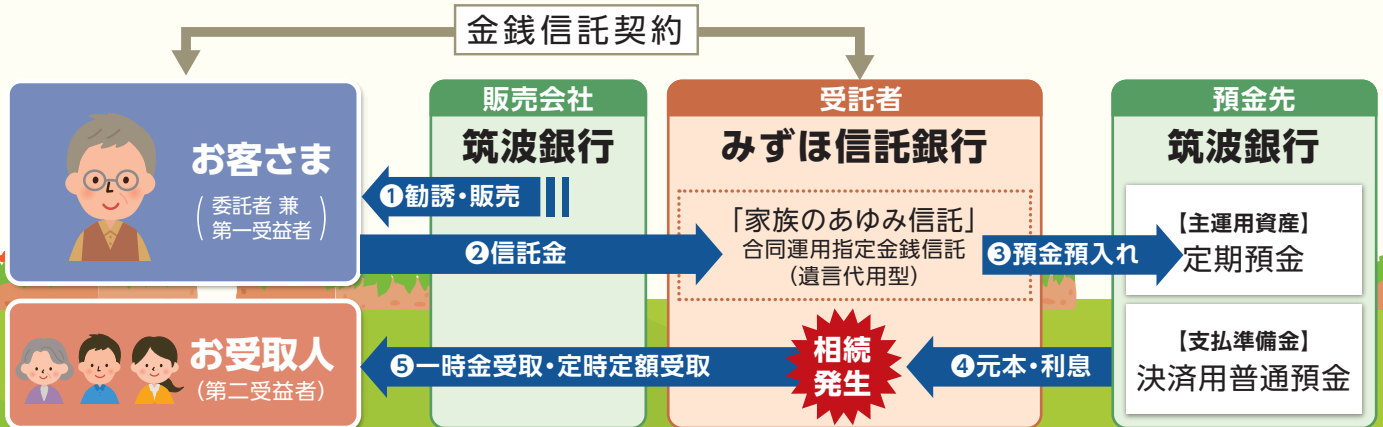 金銭信託契約
お客さま
(委託者 兼
第一受益者)
販売会社
筑波銀行
受託者
みずほ信託銀行
預金先
筑波銀行
❶勧誘・販売
❷信託金
「家族のあゆみ信託」
合同運用指定金銭信託
(遺言代用型)
❸預金預入れ
【主運用資産】
定期預金
お受取人
(第二受益者)
❺一時金受取・定時定額受取
相続
発生
❹元本・利息
【支払準備金】
決済用普通預金